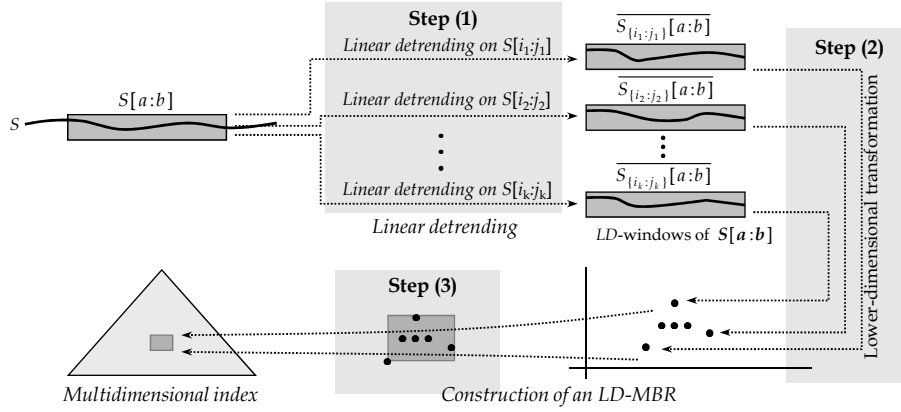 Step (1)
Linear detrending on S[i₁:j₁]
S{i₁:j₁}[a:b]
Step (2)
S[a:b]
S
Linear detrending on S[i₂:j₂]
S{i₂:j₂}[a:b]
Linear detrending on S[iₖ:jₖ]
S{iₖ:jₖ}[a:b]
Linear detrending
LD-windows of S[a:b]
Lower-dimensional transformation
Step (3)
Multidimensional index
Construction of an LD-MBR